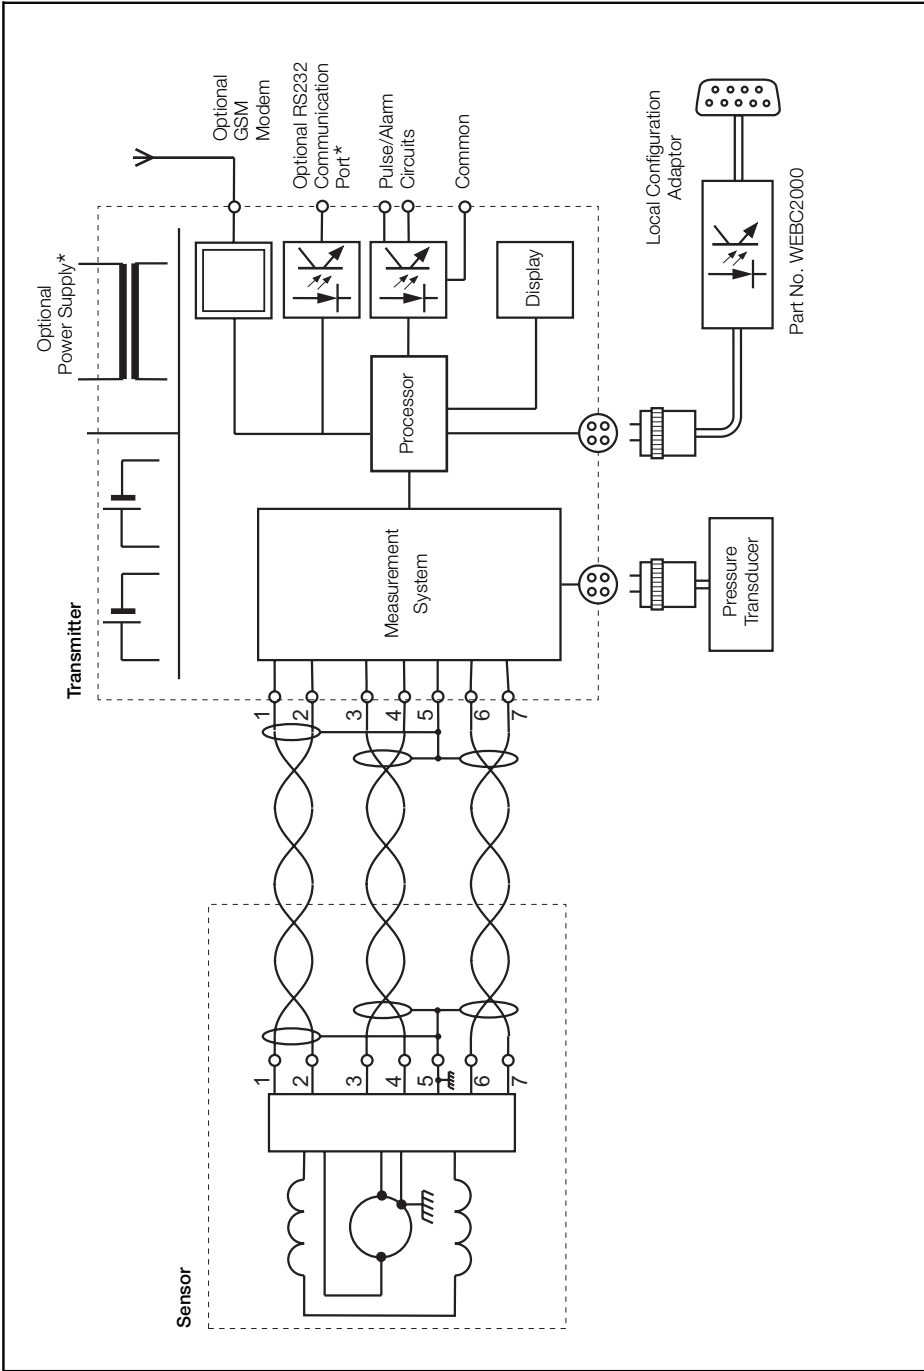 Sensor
1
2
3
4
5
6
7
Transmitter
1
2
3
4
5
6
7
Measurement
System
Processor
Display
Optional
Power Supply*
Optional
GSM
Modem
Optional RS232
Communication
Port*
Pulse/Alarm
Circuits
Common
Pressure
Transducer
Local Configuration
Adaptor
Part No. WEBC2000